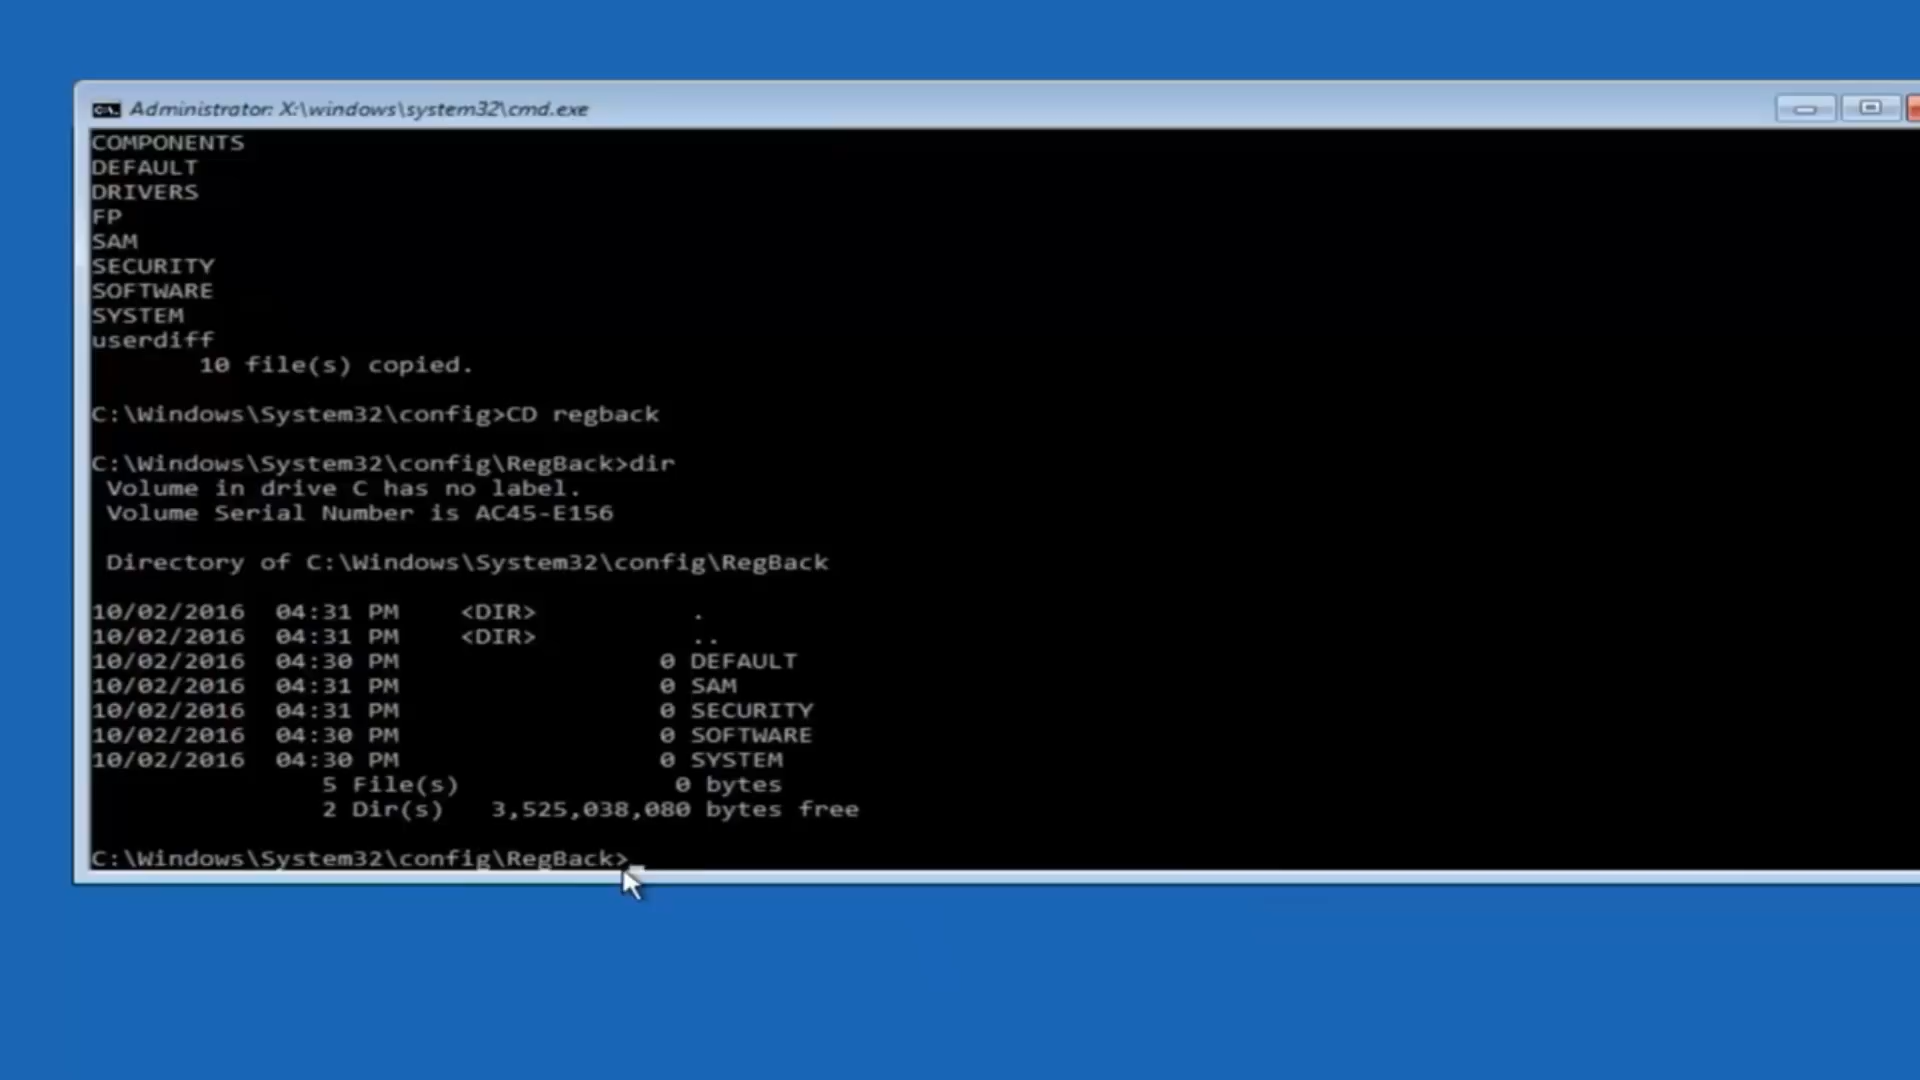 Administrator: X:\windows\system32\cmd.exe
COMPONENTS
DEFAULT
DRIVERS
FP
SAM
SECURITY
SOFTWARE
SYSTEM
userdiff
10 file(s) copied.
C:\Windows\System32\config>CD regback
C:\Windows\System32\config\RegBack>dir
Volume in drive C has no label.
Volume Serial Number is AC45-E156
Directory of C:\Windows\System32\config\RegBack
10/02/2016  04:31 PM    <DIR>          .
10/02/2016  04:31 PM    <DIR>          ..
10/02/2016  04:30 PM                 0 DEFAULT
10/02/2016  04:31 PM                 0 SAM
10/02/2016  04:31 PM                 0 SECURITY
10/02/2016  04:30 PM                 0 SOFTWARE
10/02/2016  04:30 PM                 0 SYSTEM
5 File(s)              0 bytes
2 Dir(s)   3,525,038,080 bytes free
C:\Windows\System32\config\RegBack>_